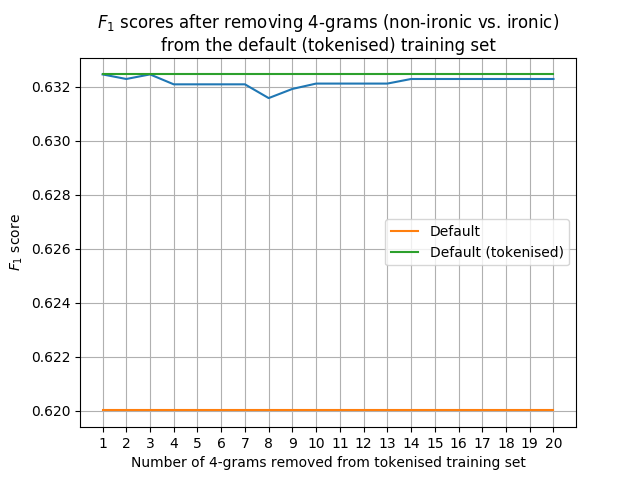 F₁ scores after removing 4-grams (non-ironic vs. ironic)
from the default (tokenised) training set
F₁ score
0.632
0.630
0.628
0.626
0.624
0.622
0.620
Default
Default (tokenised)
1 2 3 4 5 6 7 8 9 10 11 12 13 14 15 16 17 18 19 20
Number of 4-grams removed from tokenised training set